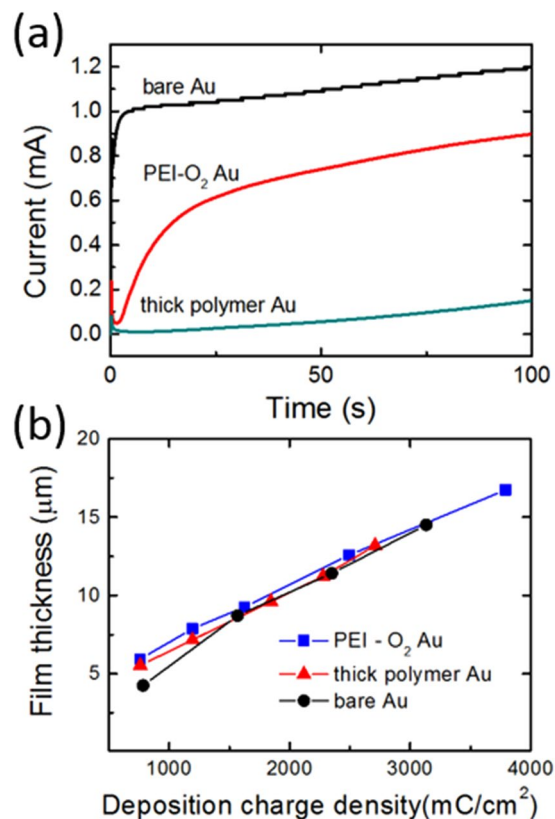 (a)
1.2
1.0
0.8
0.6
0.4
0.2
0.0
Current (mA)
bare Au
PEI-O₂ Au
thick polymer Au
0
50
100
Time (s)
(b)
20
15
10
5
Film thickness (μm)
PEI - O₂ Au
thick polymer Au
bare Au
1000
2000
3000
4000
Deposition charge density(mC/cm²)